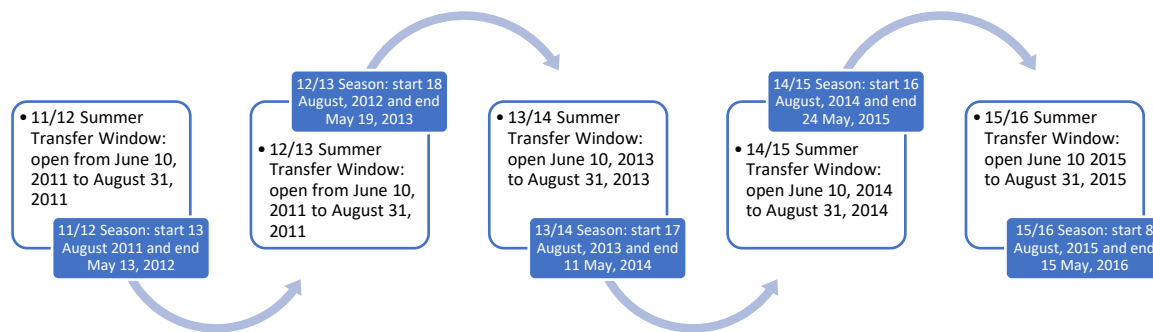 • 11/12 Summer
Transfer Window:
open from June 10,
2011 to August 31,
2011
11/12 Season: start 13
August 2011 and end
May 13, 2012
12/13 Season: start 18
August, 2012 and end
May 19, 2013
• 12/13 Summer
Transfer Window:
open from June 10,
2011 to August 31,
2011
• 13/14 Summer
Transfer Window:
open June 10, 2013
to August 31, 2013
13/14 Season: start 17
August, 2013 and end
11 May, 2014
14/15 Season: start 16
August, 2014 and end
24 May, 2015
• 14/15 Summer
Transfer Window:
open June 10, 2014
to August 31, 2014
• 15/16 Summer
Transfer Window:
open June 10 2015
to August 31, 2015
15/16 Season: start 8
August, 2015 and end
15 May, 2016